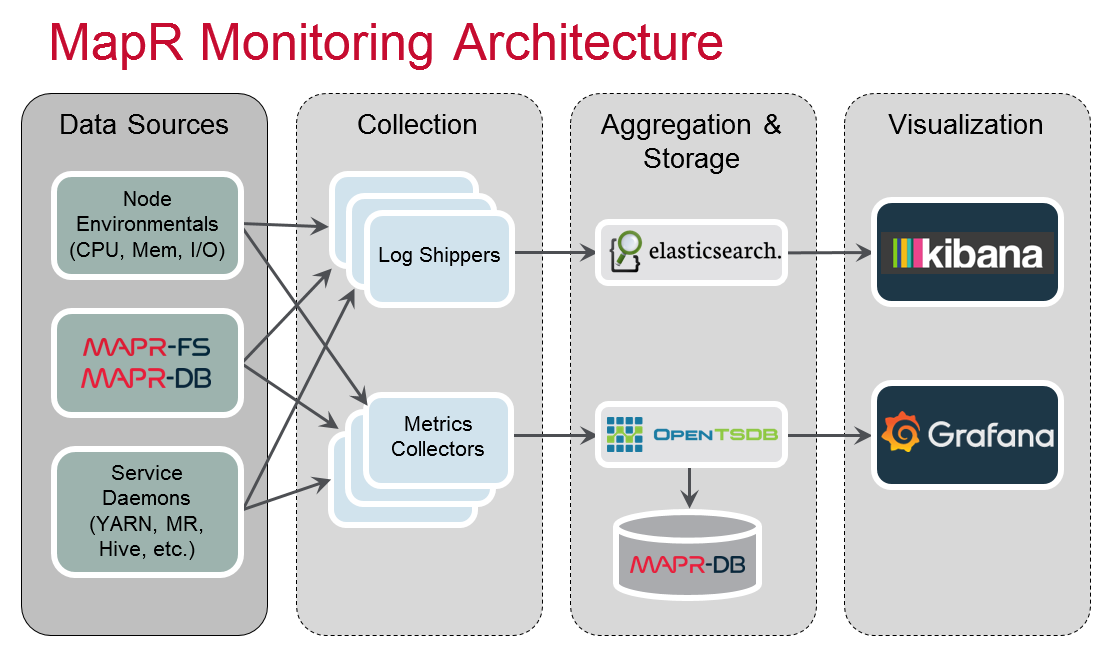 MapR Monitoring Architecture
Data Sources
Node
Environmentals
(CPU, Mem, I/O)
MAPR-FS
MAPR-DB
Service
Daemons
(YARN, MR,
Hive, etc.)
Collection
Log Shippers
Metrics
Collectors
Aggregation &
Storage
elasticsearch.
OPENTSDB
MAPR-DB
Visualization
kibana
Grafana